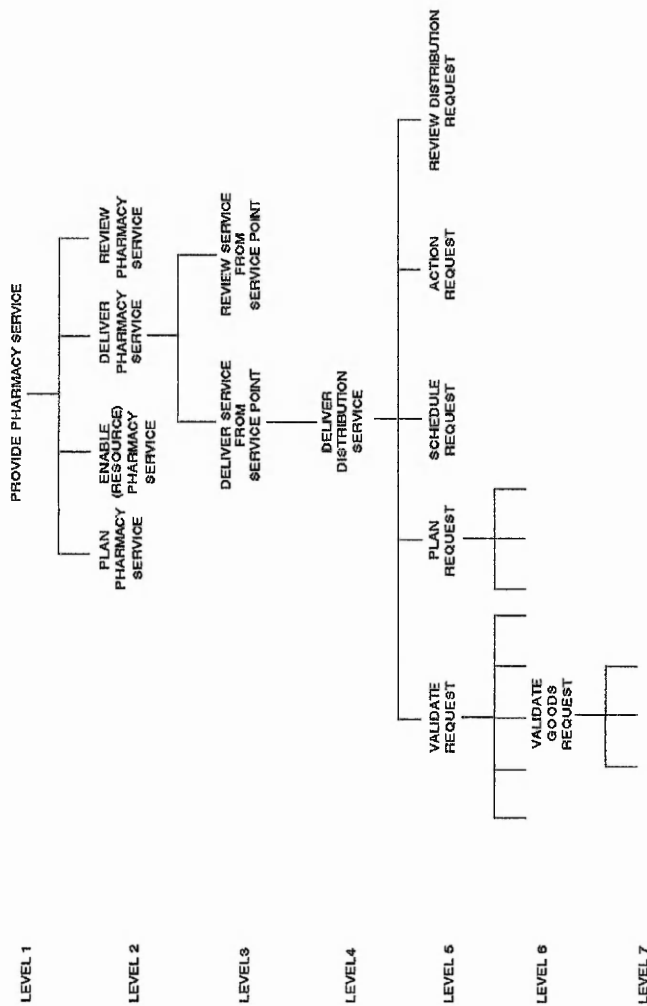 LEVEL 1
PROVIDE PHARMACY SERVICE
LEVEL 2
PLAN
PHARMACY
SERVICE
ENABLE
(RESOURCE)
PHARMACY
SERVICE
DELIVER
PHARMACY
SERVICE
REVIEW
PHARMACY
SERVICE
LEVEL3
DELIVER SERVICE
FROM
SERVICE POINT
REVIEW SERVICE
FROM
SERVICE POINT
LEVEL4
DELIVER
DISTRIBUTION
SERVICE
LEVEL 5
VALIDATE
REQUEST
PLAN
REQUEST
SCHEDULE
REQUEST
ACTION
REQUEST
REVIEW DISTRIBUTION
REQUEST
LEVEL 6
VALIDATE
GOODS
REQUEST
LEVEL 7